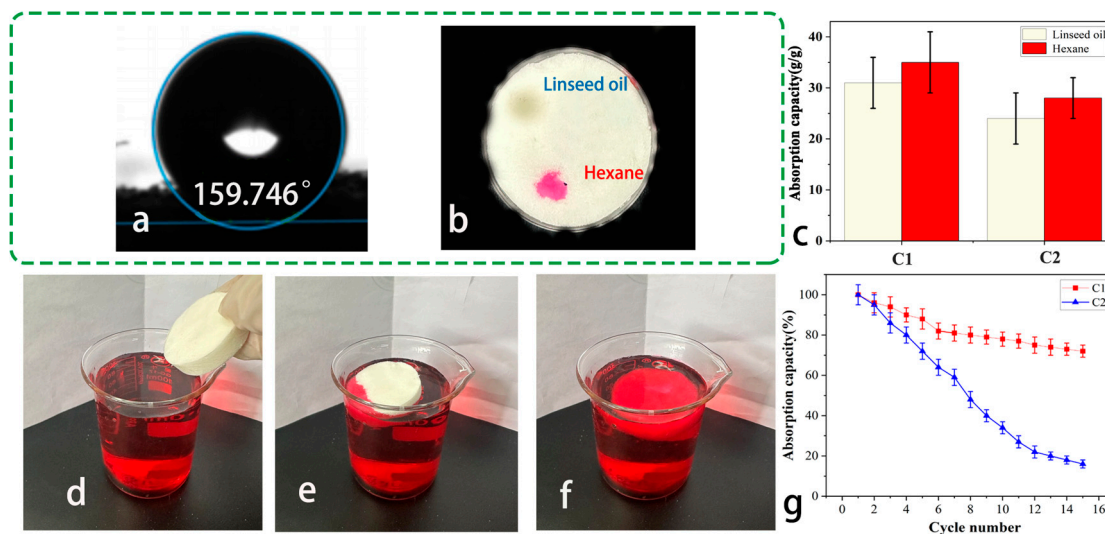 159.746°
a
Linseed oil
Hexane
b
Absorption capacity(g/g)
40
30
20
10
0
Linseed oil
Hexane
C1
C2
c
d
e
f
Absorption capacity(%)
100
80
60
40
20
0
C1
C2
0
2
4
6
8
10
12
14
16
Cycle number
g